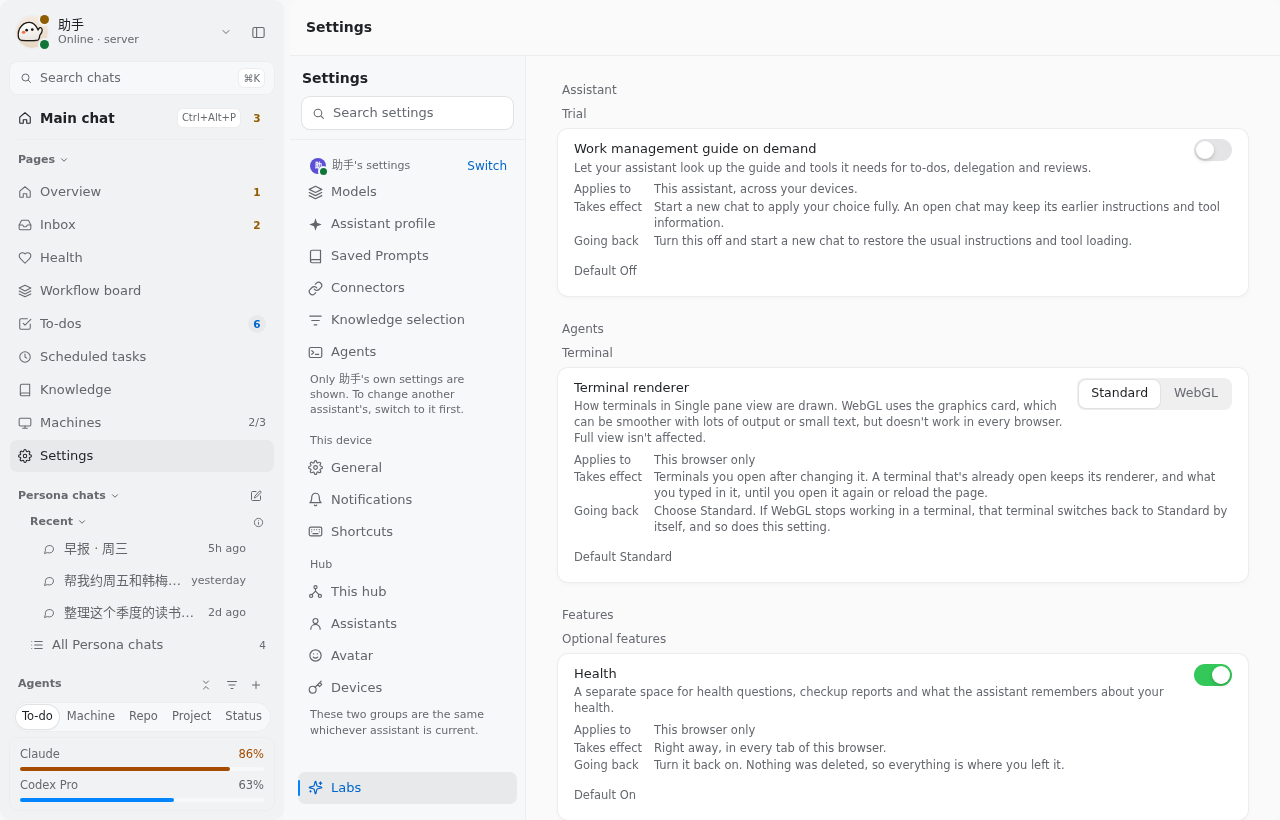 助手
Online · server
Search chats
⌘K
Main chat
Ctrl+Alt+P
3
Pages
Overview
1
Inbox
2
Health
Workflow board
To-dos
6
Scheduled tasks
Knowledge
Machines
2/3
Settings
Persona chats
Recent
早报 · 周三
5h ago
帮我约周五和韩梅…
yesterday
整理这个季度的读书…
2d ago
All Persona chats
4
Agents
To-do
Machine
Repo
Project
Status
Claude
86%
Codex Pro
63%
Settings
Settings
Search settings
助手's settings
Switch
Models
Assistant profile
Saved Prompts
Connectors
Knowledge selection
Agents
Only 助手's own settings are
shown. To change another
assistant's, switch to it first.
This device
General
Notifications
Shortcuts
Hub
This hub
Assistants
Avatar
Devices
These two groups are the same
whichever assistant is current.
Labs
Assistant
Trial
Work management guide on demand
Let your assistant look up the guide and tools it needs for to-dos, delegation and reviews.
Applies to
This assistant, across your devices.
Takes effect
Start a new chat to apply your choice fully. An open chat may keep its earlier instructions and tool
information.
Going back
Turn this off and start a new chat to restore the usual instructions and tool loading.
Default Off
Agents
Terminal
Terminal renderer
Standard
WebGL
How terminals in Single pane view are drawn. WebGL uses the graphics card, which
can be smoother with lots of output or small text, but doesn't work in every browser.
Full view isn't affected.
Applies to
This browser only
Takes effect
Terminals you open after changing it. A terminal that's already open keeps its renderer, and what
you typed in it, until you open it again or reload the page.
Going back
Choose Standard. If WebGL stops working in a terminal, that terminal switches back to Standard by
itself, and so does this setting.
Default Standard
Features
Optional features
Health
A separate space for health questions, checkup reports and what the assistant remembers about your
health.
Applies to
This browser only
Takes effect
Right away, in every tab of this browser.
Going back
Turn it back on. Nothing was deleted, so everything is where you left it.
Default On